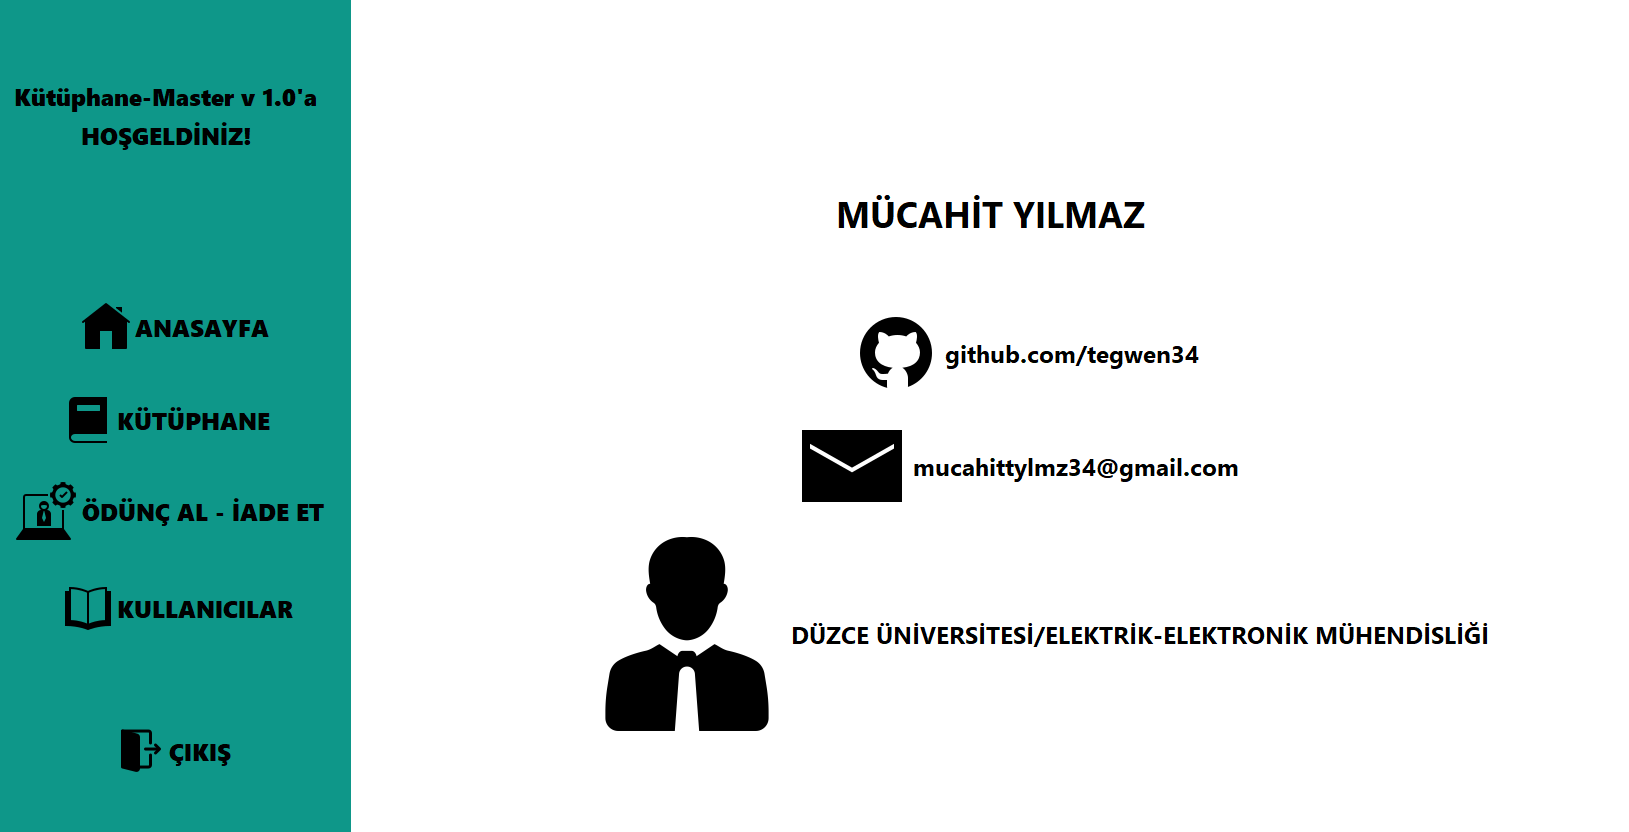 Kütüphane-Master v 1.0'a
HOŞGELDİNİZ!
ANASAYFA
KÜTÜPHANE
ÖDÜNÇ AL - İADE ET
KULLANICILAR
ÇIKIŞ
MÜCAHİT YILMAZ
github.com/tegwen34
mucahittylmz34@gmail.com
DÜZCE ÜNİVERSİTESİ/ELEKTRİK-ELEKTRONİK MÜHENDİSLİĞİ